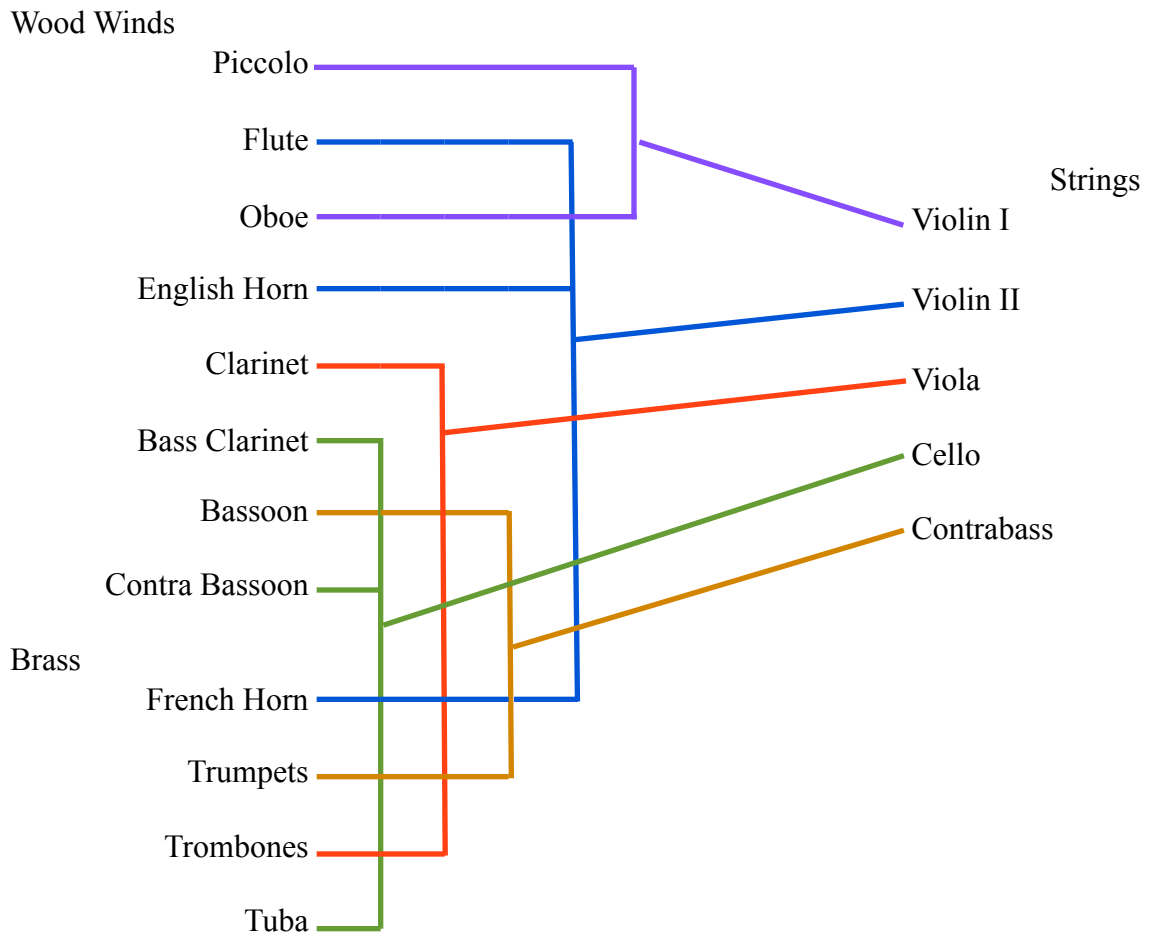 Wood Winds
Piccolo
Flute
Oboe
English Horn
Clarinet
Bass Clarinet
Bassoon
Contra Bassoon
Brass
French Horn
Trumpets
Trombones
Tuba
Strings
Violin I
Violin II
Viola
Cello
Contrabass